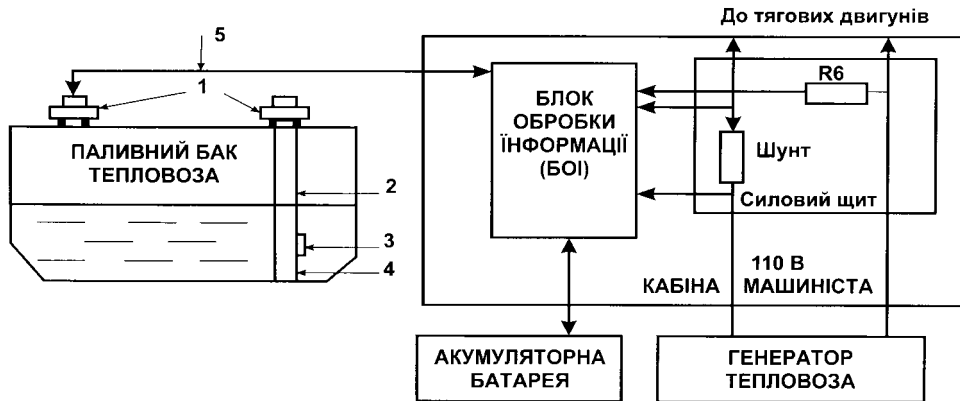 До тягових двигунів
5
1
R6
БЛОК
ОБРОБКИ
ЇНФОРМАЦІЇ
(БОІ)
ПАЛИВНИЙ БАК
ТЕПЛОВОЗА
Шунт
2
Силовий щит
3
4
110 В
КАБІНА МАШИНІСТА
АКУМУЛЯТОРНА
БАТАРЕЯ
ГЕНЕРАТОР
ТЕПЛОВОЗА